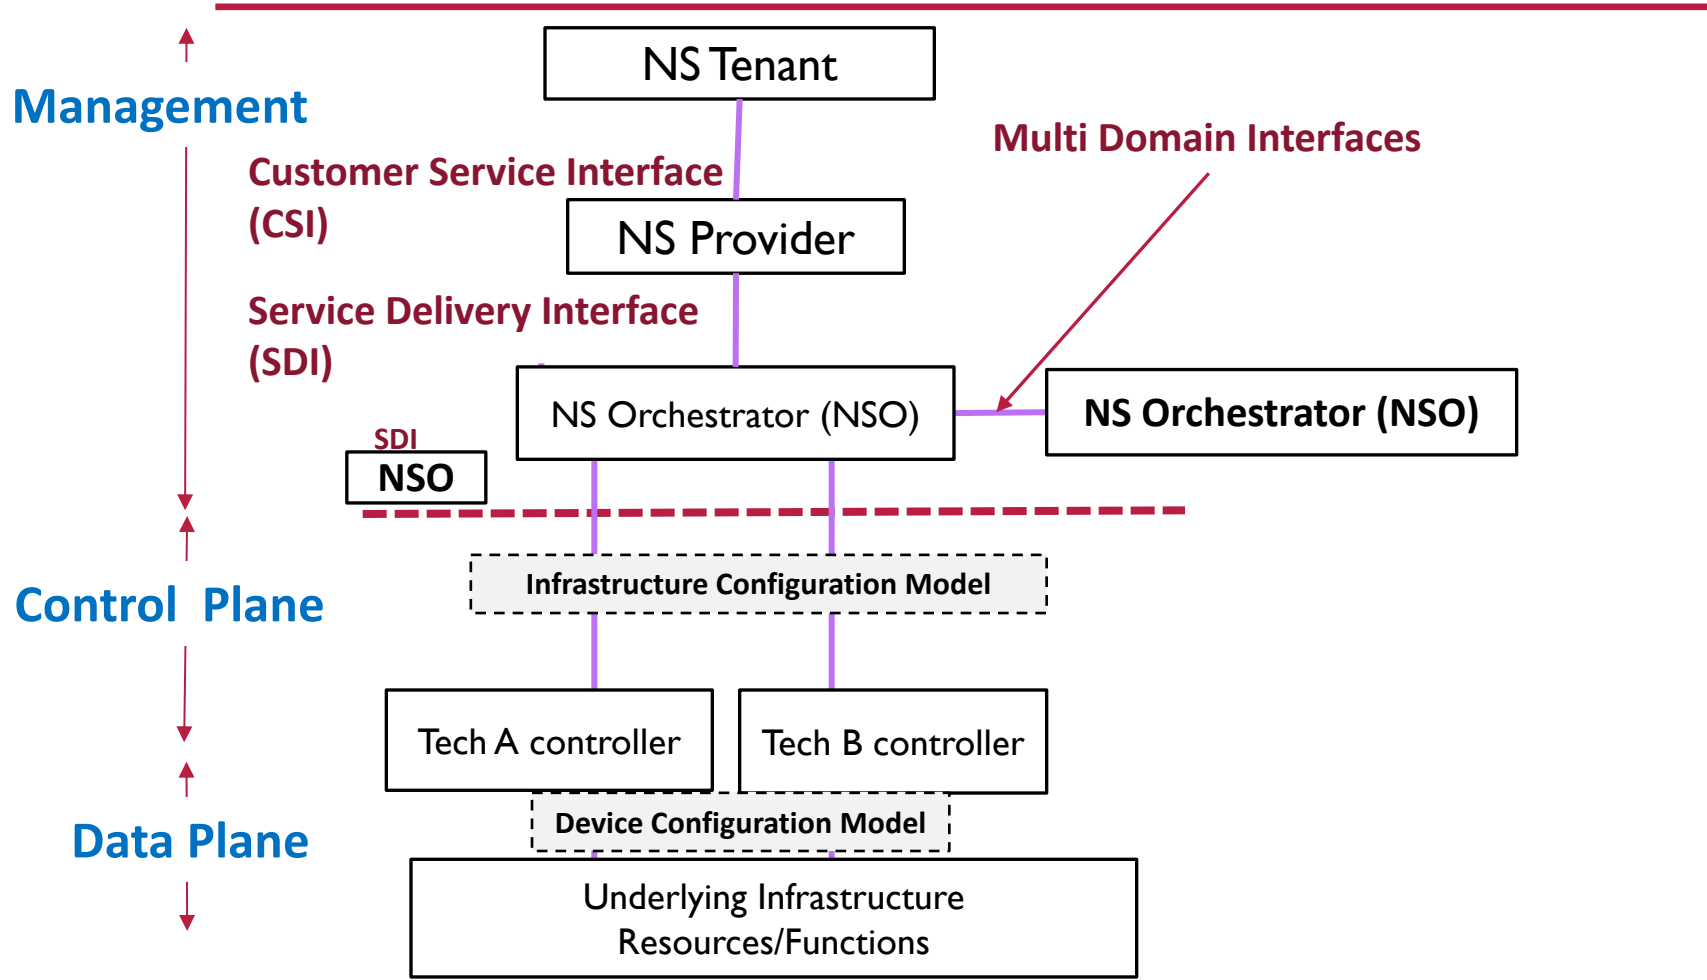 NS Tenant
Management
Multi Domain Interfaces
Customer Service Interface
(CSI)
NS Provider
Service Delivery Interface
(SDI)
NS Orchestrator (NSO)
NS Orchestrator (NSO)
SDI
NSO
Infrastructure Configuration Model
Control Plane
Tech A controller
Tech B controller
Device Configuration Model
Data Plane
Underlying Infrastructure
Resources/Functions